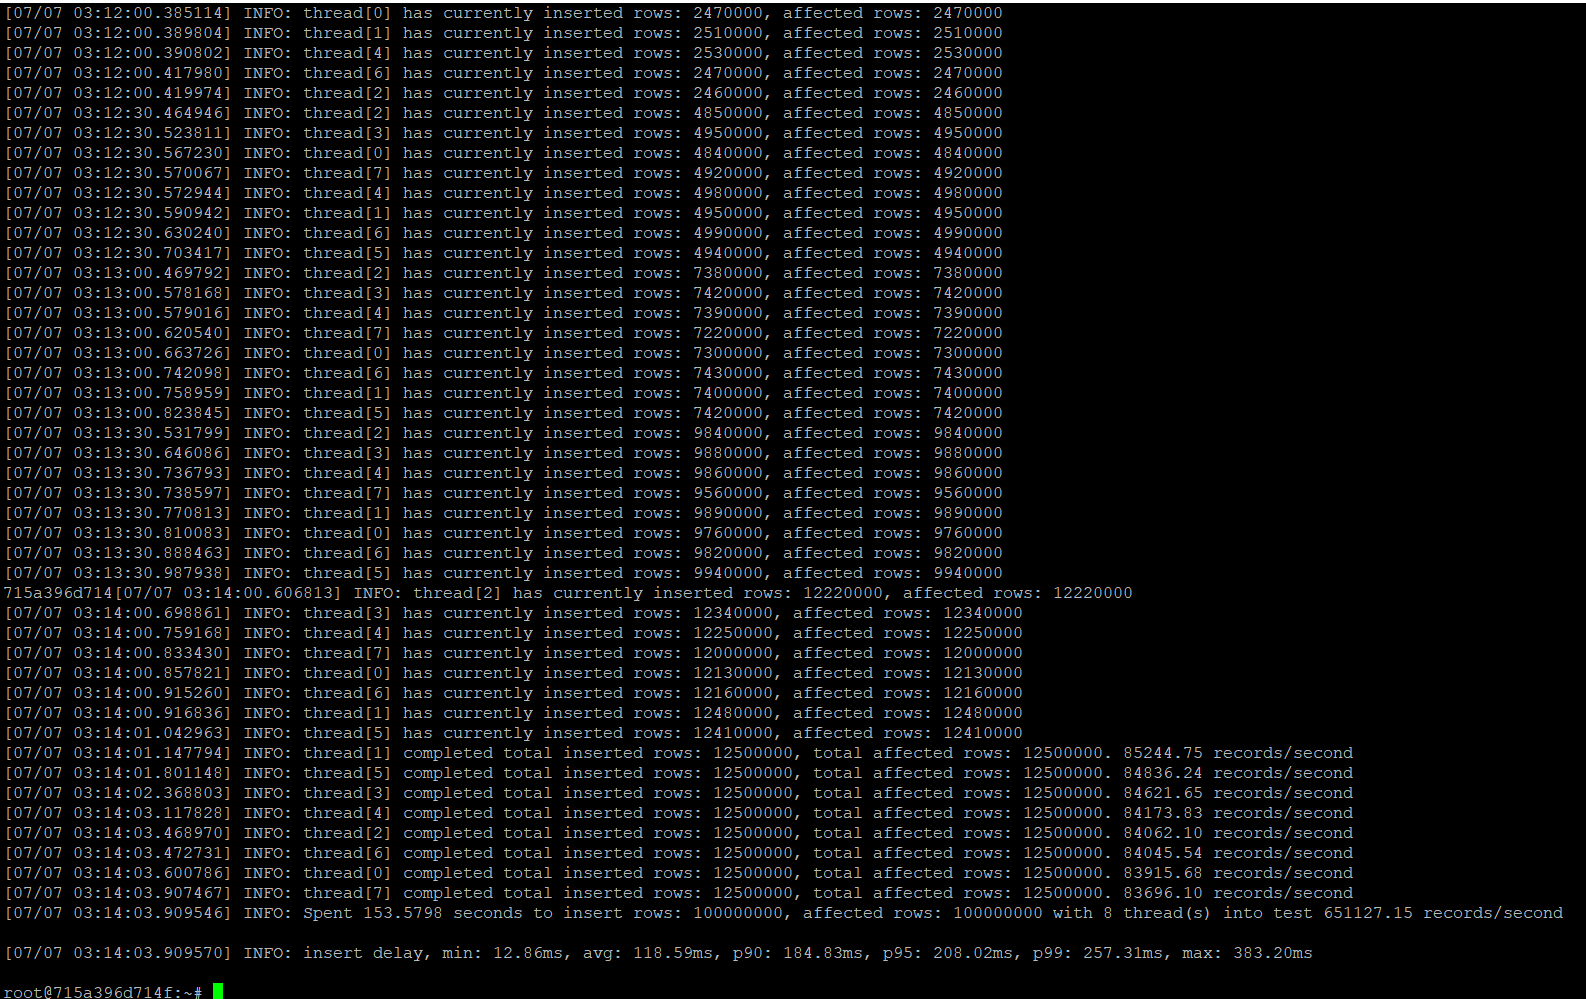 [07/07 03:12:00.385114] INFO: thread[0] has currently inserted rows: 2470000, affected rows: 2470000
[07/07 03:12:00.389804] INFO: thread[1] has currently inserted rows: 2510000, affected rows: 2510000
[07/07 03:12:00.390802] INFO: thread[4] has currently inserted rows: 2530000, affected rows: 2530000
[07/07 03:12:00.417980] INFO: thread[6] has currently inserted rows: 2470000, affected rows: 2470000
[07/07 03:12:00.419974] INFO: thread[2] has currently inserted rows: 2460000, affected rows: 2460000
[07/07 03:12:30.464946] INFO: thread[2] has currently inserted rows: 4850000, affected rows: 4850000
[07/07 03:12:30.523811] INFO: thread[3] has currently inserted rows: 4950000, affected rows: 4950000
[07/07 03:12:30.567230] INFO: thread[0] has currently inserted rows: 4840000, affected rows: 4840000
[07/07 03:12:30.570067] INFO: thread[7] has currently inserted rows: 4920000, affected rows: 4920000
[07/07 03:12:30.572944] INFO: thread[4] has currently inserted rows: 4980000, affected rows: 4980000
[07/07 03:12:30.590942] INFO: thread[1] has currently inserted rows: 4950000, affected rows: 4950000
[07/07 03:12:30.630240] INFO: thread[6] has currently inserted rows: 4990000, affected rows: 4990000
[07/07 03:12:30.703417] INFO: thread[5] has currently inserted rows: 4940000, affected rows: 4940000
[07/07 03:13:00.469792] INFO: thread[2] has currently inserted rows: 7380000, affected rows: 7380000
[07/07 03:13:00.578168] INFO: thread[3] has currently inserted rows: 7420000, affected rows: 7420000
[07/07 03:13:00.579016] INFO: thread[4] has currently inserted rows: 7390000, affected rows: 7390000
[07/07 03:13:00.620540] INFO: thread[7] has currently inserted rows: 7220000, affected rows: 7220000
[07/07 03:13:00.663726] INFO: thread[0] has currently inserted rows: 7300000, affected rows: 7300000
[07/07 03:13:00.742098] INFO: thread[6] has currently inserted rows: 7430000, affected rows: 7430000
[07/07 03:13:00.758959] INFO: thread[1] has currently inserted rows: 7400000, affected rows: 7400000
[07/07 03:13:00.823845] INFO: thread[5] has currently inserted rows: 7420000, affected rows: 7420000
[07/07 03:13:30.531799] INFO: thread[2] has currently inserted rows: 9840000, affected rows: 9840000
[07/07 03:13:30.646086] INFO: thread[3] has currently inserted rows: 9880000, affected rows: 9880000
[07/07 03:13:30.736793] INFO: thread[4] has currently inserted rows: 9860000, affected rows: 9860000
[07/07 03:13:30.738597] INFO: thread[7] has currently inserted rows: 9560000, affected rows: 9560000
[07/07 03:13:30.770813] INFO: thread[1] has currently inserted rows: 9890000, affected rows: 9890000
[07/07 03:13:30.810083] INFO: thread[0] has currently inserted rows: 9760000, affected rows: 9760000
[07/07 03:13:30.888463] INFO: thread[6] has currently inserted rows: 9820000, affected rows: 9820000
[07/07 03:13:30.987938] INFO: thread[5] has currently inserted rows: 9940000, affected rows: 9940000
715a396d714[07/07 03:14:00.606813] INFO: thread[2] has currently inserted rows: 12220000, affected rows: 12220000
[07/07 03:14:00.698861] INFO: thread[3] has currently inserted rows: 12340000, affected rows: 12340000
[07/07 03:14:00.759168] INFO: thread[4] has currently inserted rows: 12250000, affected rows: 12250000
[07/07 03:14:00.833430] INFO: thread[7] has currently inserted rows: 12000000, affected rows: 12000000
[07/07 03:14:00.857821] INFO: thread[0] has currently inserted rows: 12130000, affected rows: 12130000
[07/07 03:14:00.915260] INFO: thread[6] has currently inserted rows: 12160000, affected rows: 12160000
[07/07 03:14:00.916836] INFO: thread[1] has currently inserted rows: 12480000, affected rows: 12480000
[07/07 03:14:01.042963] INFO: thread[5] has currently inserted rows: 12410000, affected rows: 12410000
[07/07 03:14:01.147794] INFO: thread[1] completed total inserted rows: 12500000, total affected rows: 12500000. 85244.75 records/second
[07/07 03:14:01.801148] INFO: thread[5] completed total inserted rows: 12500000, total affected rows: 12500000. 84836.24 records/second
[07/07 03:14:02.368803] INFO: thread[3] completed total inserted rows: 12500000, total affected rows: 12500000. 84621.65 records/second
[07/07 03:14:03.117828] INFO: thread[4] completed total inserted rows: 12500000, total affected rows: 12500000. 84173.83 records/second
[07/07 03:14:03.468970] INFO: thread[2] completed total inserted rows: 12500000, total affected rows: 12500000. 84062.10 records/second
[07/07 03:14:03.472731] INFO: thread[6] completed total inserted rows: 12500000, total affected rows: 12500000. 84045.54 records/second
[07/07 03:14:03.600786] INFO: thread[0] completed total inserted rows: 12500000, total affected rows: 12500000. 83915.68 records/second
[07/07 03:14:03.907467] INFO: thread[7] completed total inserted rows: 12500000, total affected rows: 12500000. 83696.10 records/second
[07/07 03:14:03.909546] INFO: Spent 153.5798 seconds to insert rows: 100000000, affected rows: 100000000 with 8 thread(s) into test 651127.15 records/second
[07/07 03:14:03.909570] INFO: insert delay, min: 12.86ms, avg: 118.59ms, p90: 184.83ms, p95: 208.02ms, p99: 257.31ms, max: 383.20ms
root@715a396d714f:~#